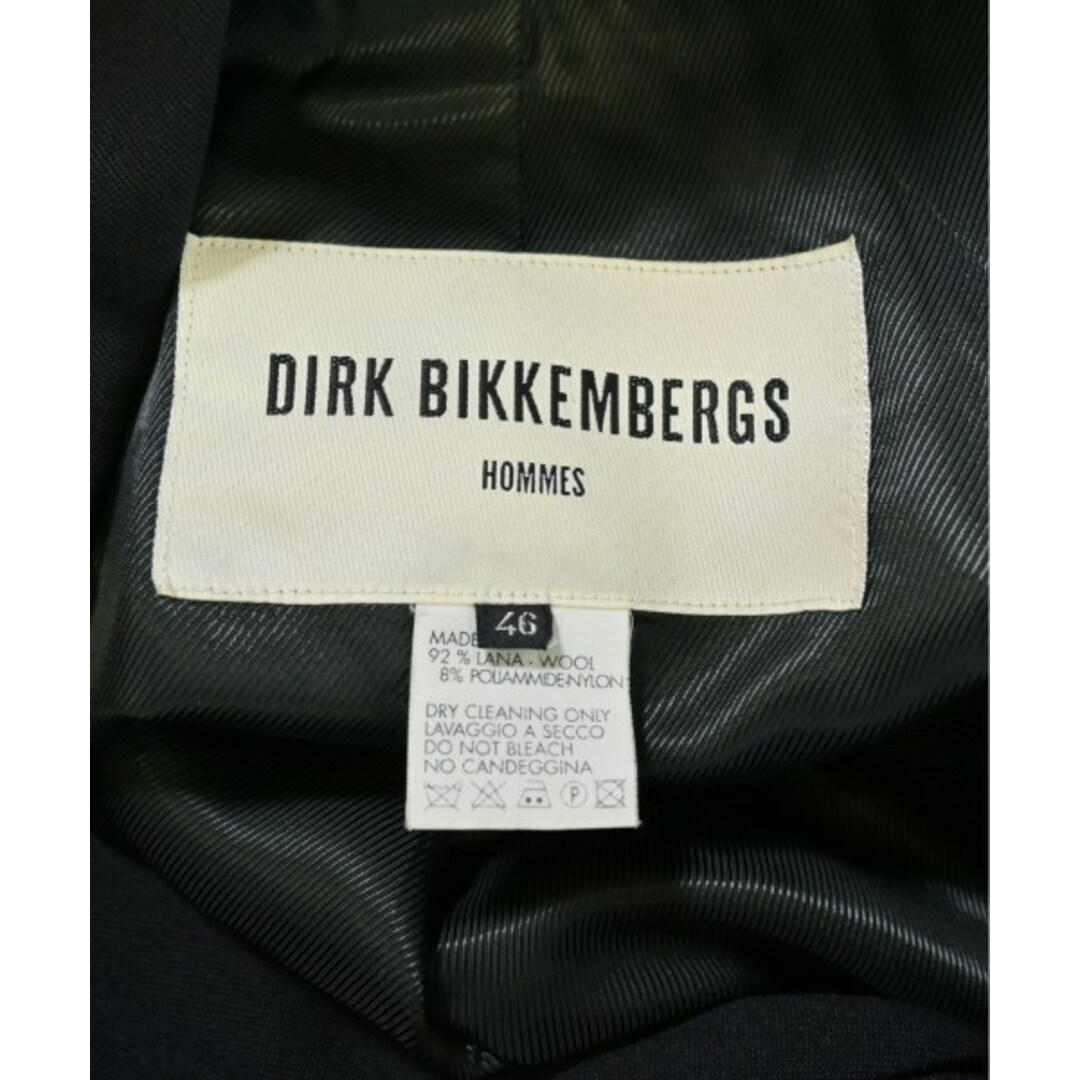 DIRK BIKKEMBERGS
HOMMES
46
MADE
92 % LANA - WOOL
8% POLIAMMIDE-NYLON
DRY CLEANING ONLY
LAVAGGIO A SECCO
DO NOT BLEACH
NO CANDEGGINA
P